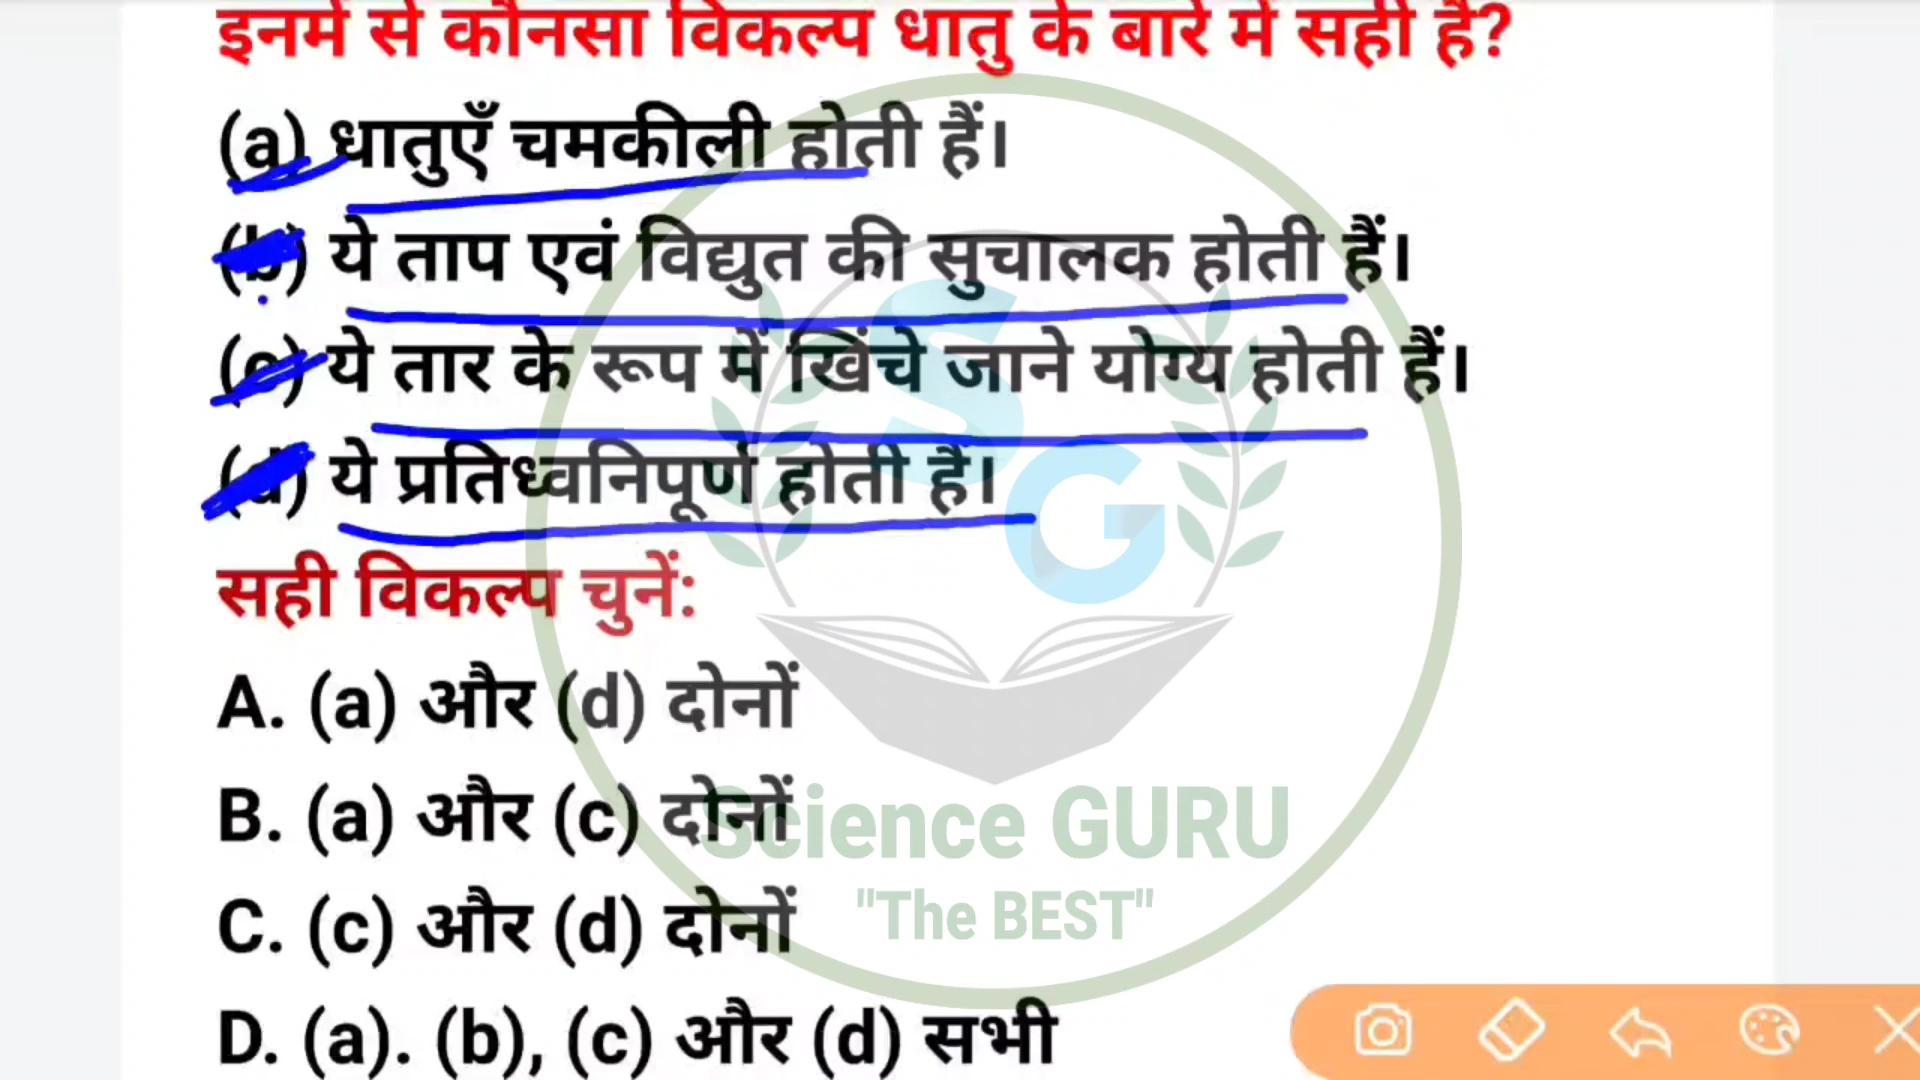 इनमें से कौनसा विकल्प धातु के बारे में सही है?
(a) धातुएँ चमकीली होती हैं।
(b) ये ताप एवं विद्युत की सुचालक होती हैं।
(c) ये तार के रूप में खिंचे जाने योग्य होती हैं।
(d) ये प्रतिध्वनिपूर्ण होती हैं।
सही विकल्प चुनें:
A. (a) और (d) दोनों
B. (a) और (c) दोनों
C. (c) और (d) दोनों
D. (a). (b), (c) और (d) सभी
SG
Science GURU
"The BEST"